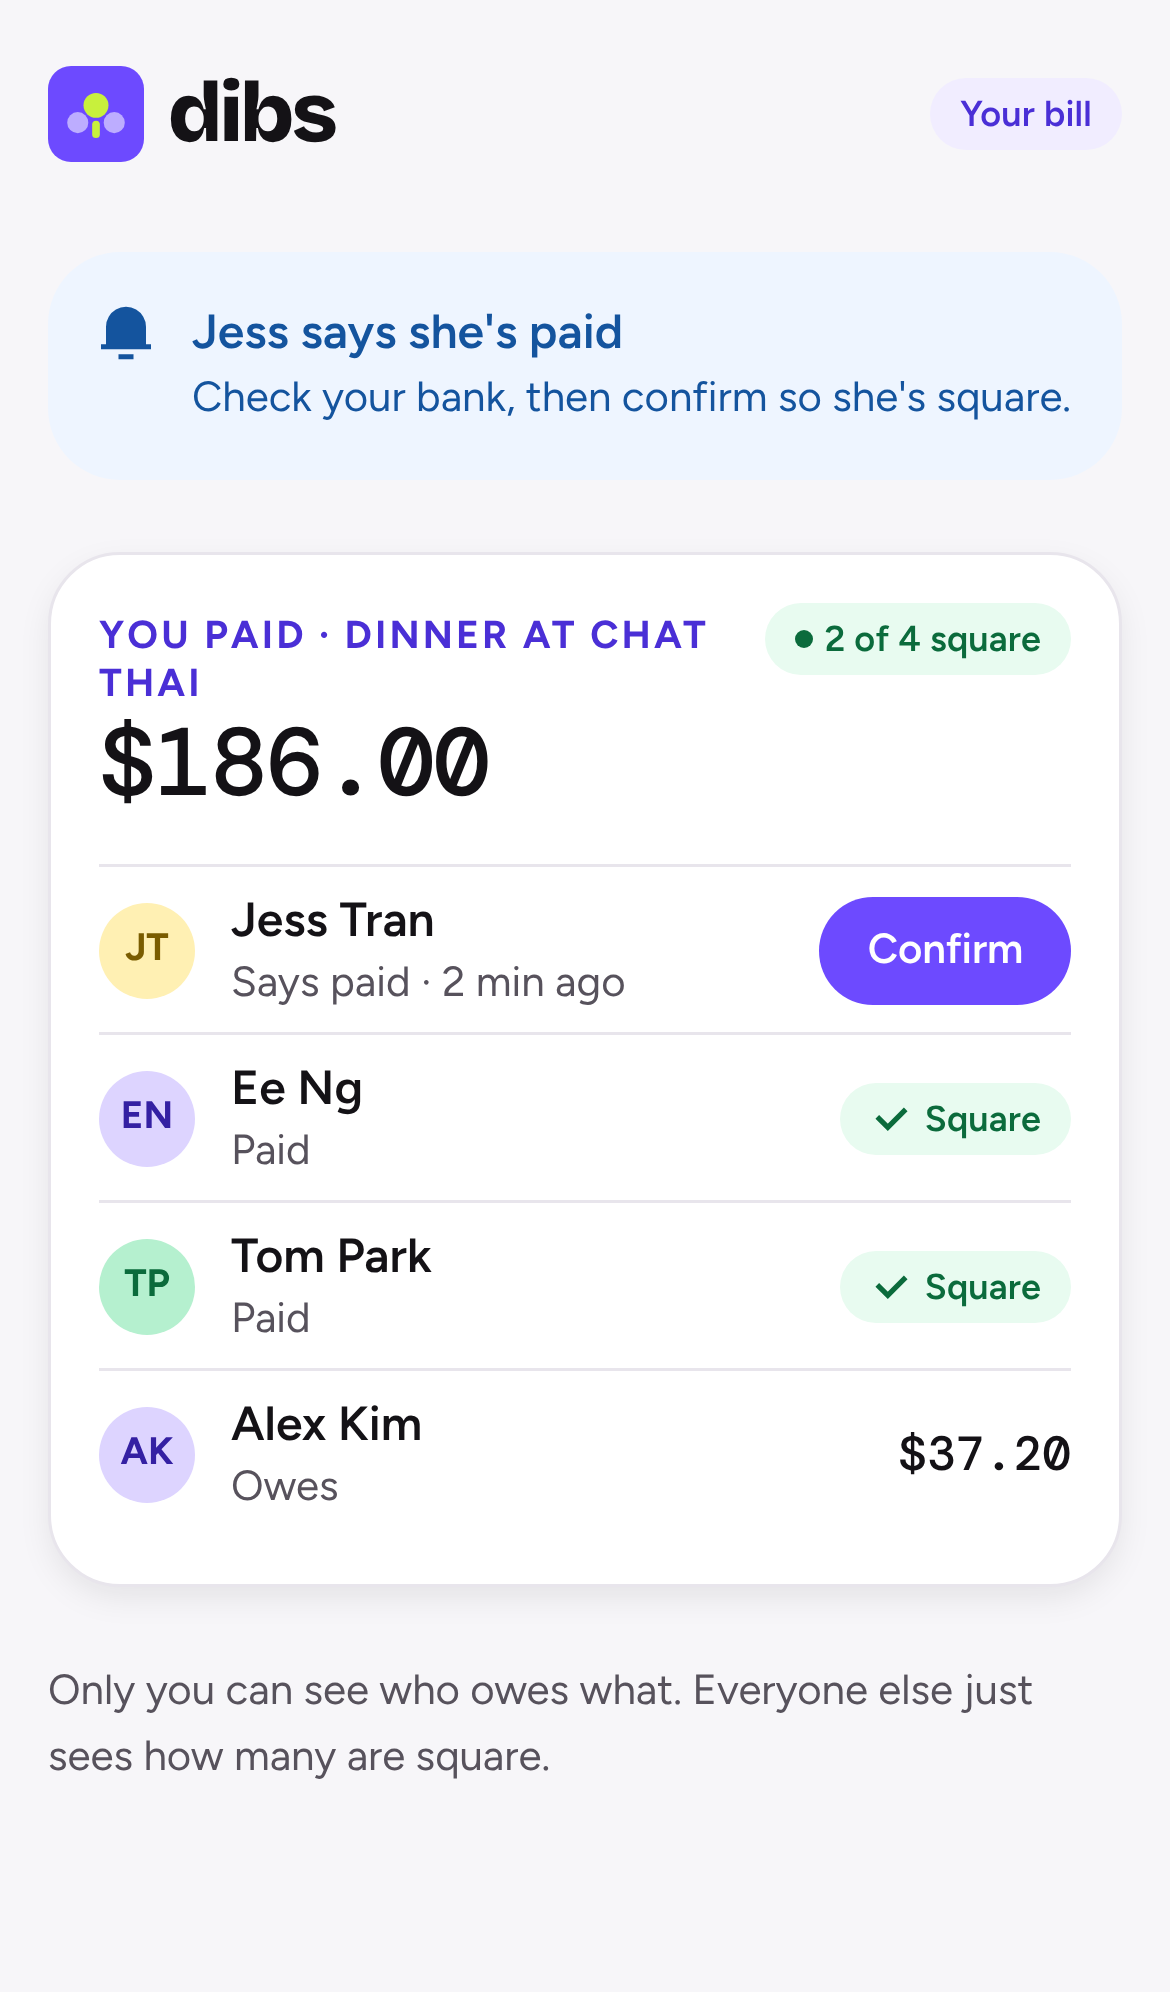 dibs
Your bill
Jess says she's paid
Check your bank, then confirm so she's square.
YOU PAID · DINNER AT CHAT
THAI
2 of 4 square
$186.00
JT
Jess Tran
Says paid · 2 min ago
Confirm
EN
Ee Ng
Paid
Square
TP
Tom Park
Paid
Square
AK
Alex Kim
Owes
$37.20
Only you can see who owes what. Everyone else just
sees how many are square.